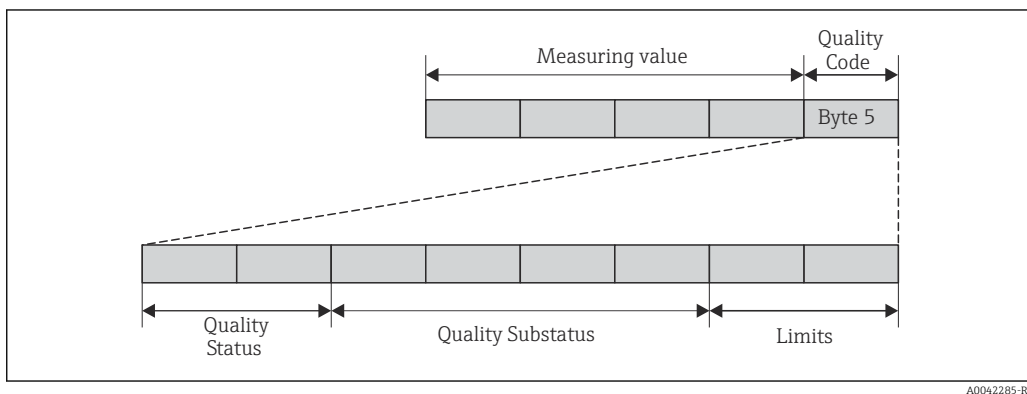 Measuring value
Quality
Code
Byte 5
Quality
Status
Quality Substatus
Limits
A0042285-R